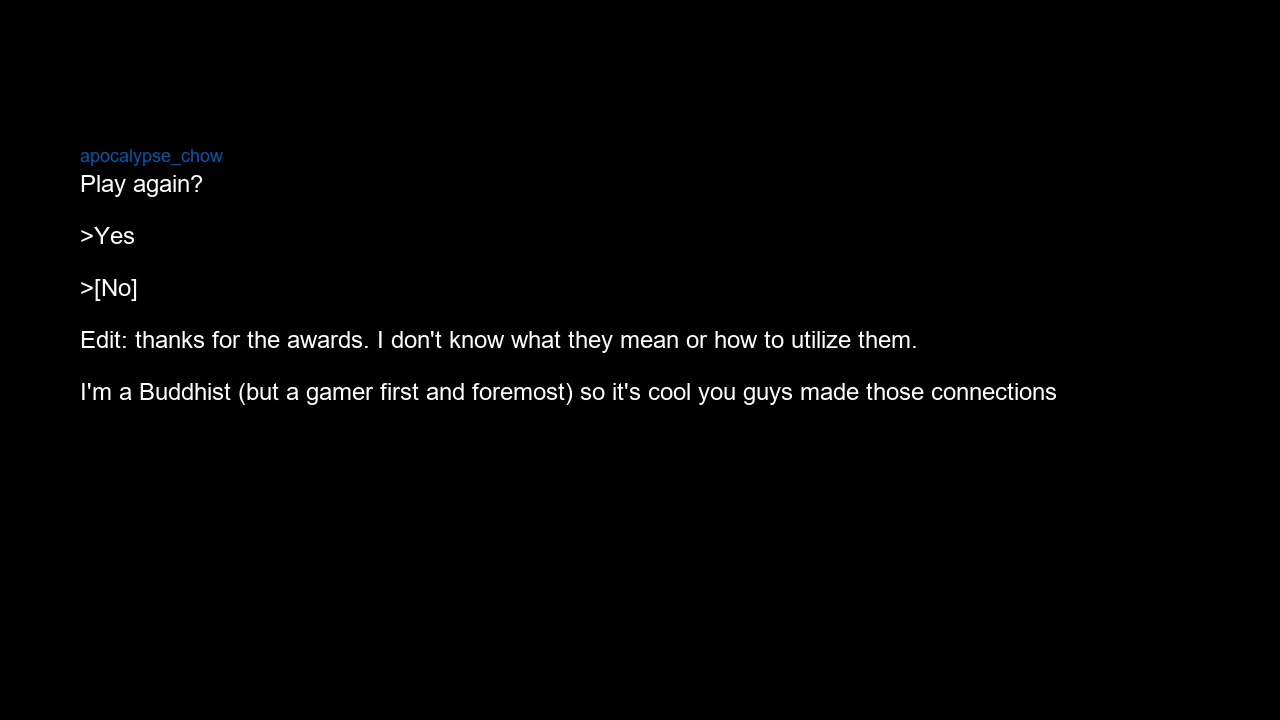 apocalypse_chow
Play again?
>Yes
>[No]
Edit: thanks for the awards. I don't know what they mean or how to utilize them.
I'm a Buddhist (but a gamer first and foremost) so it's cool you guys made those connections